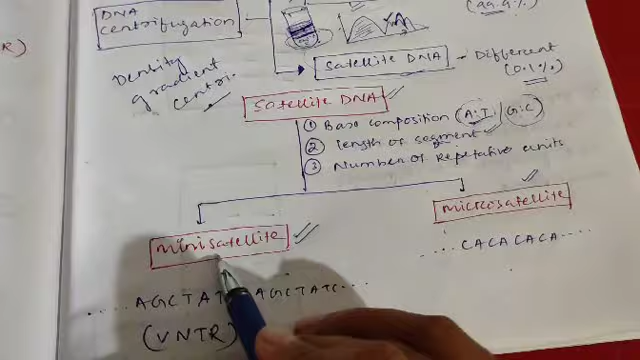 DNA
centrifugation
(99.9%)
R)
Satellite DNA - Different
(0.1%)
Density
gradient
centri.
Satellite DNA
① Base composition (A:T / G:C)
② length of segment
③ Number of Repetative units
Minisatellite
Microsatellite
.... CACACACA....
.... AGCTAT AGCTATC...
(VNTR)